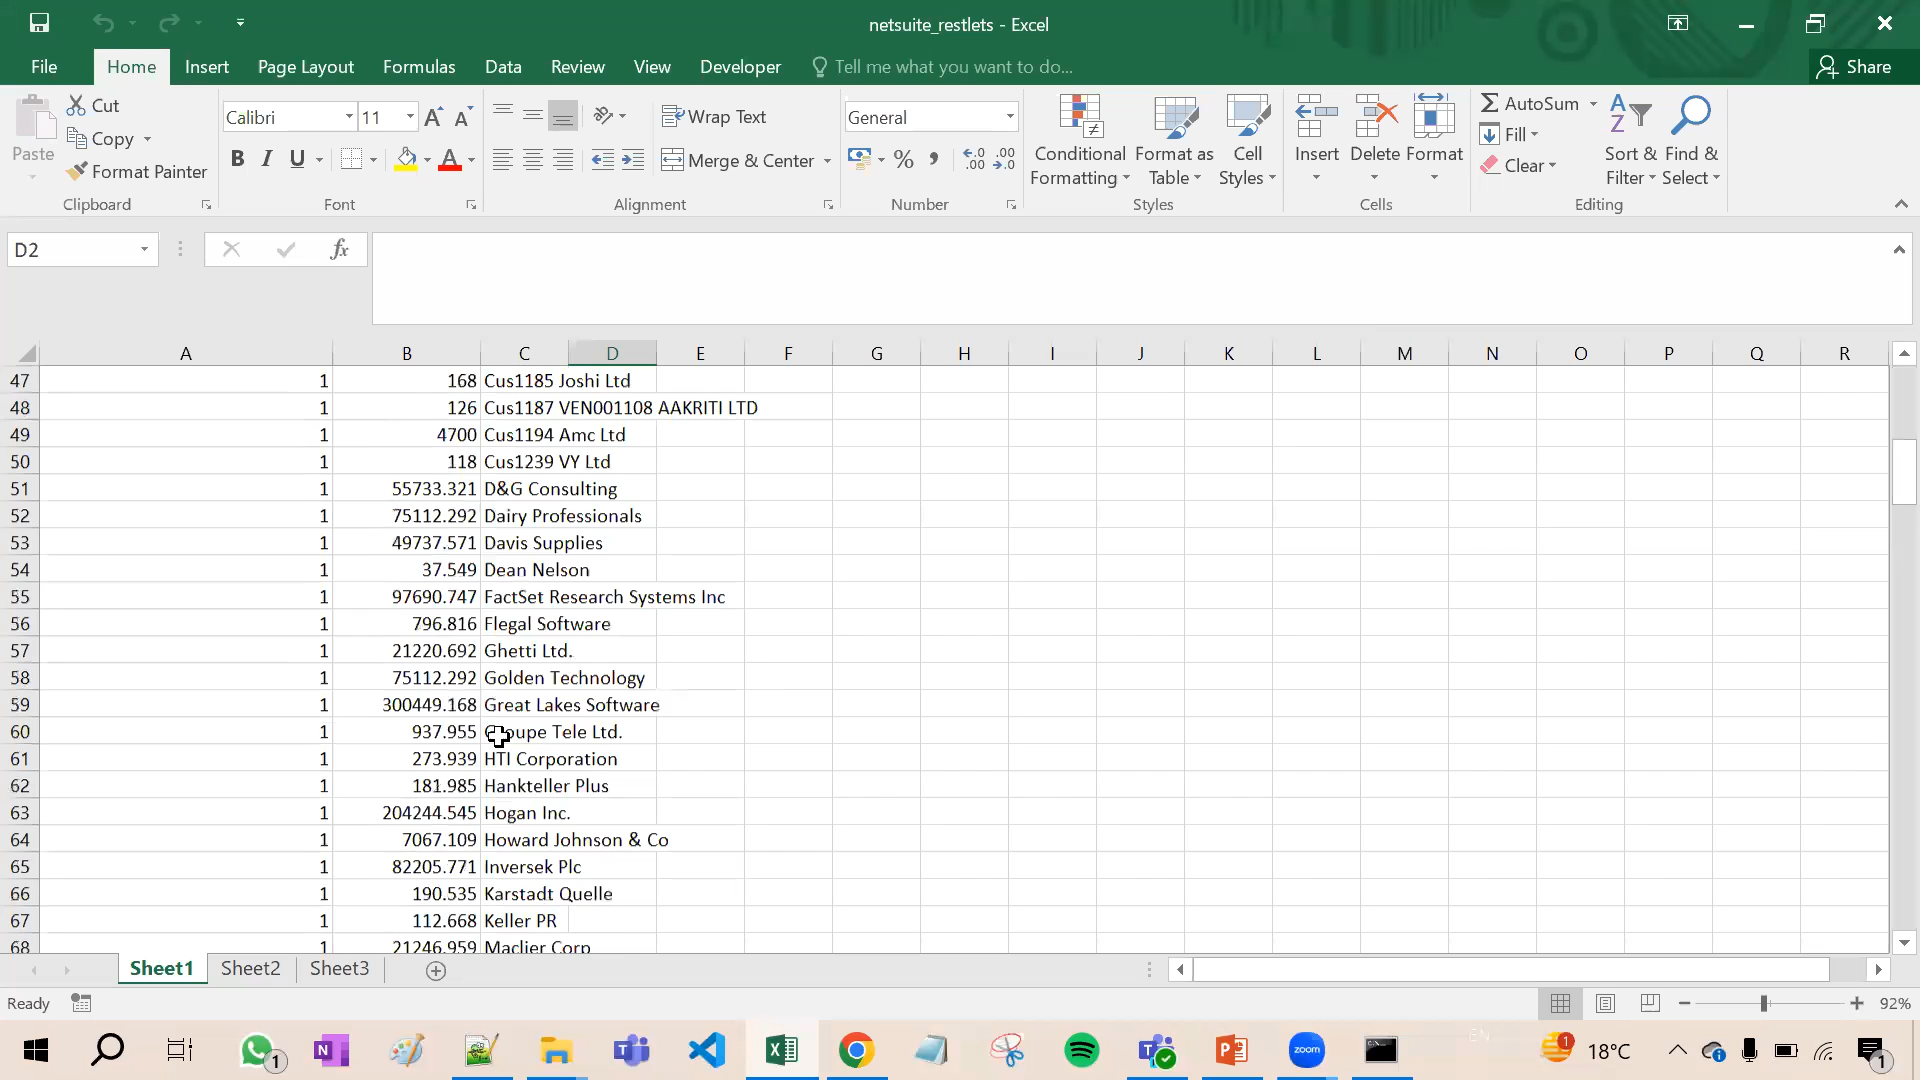 netsuite_restlets - Excel
File Home Insert Page Layout Formulas Data Review View Developer Tell me what you want to do... Share
Paste Cut Copy Format Painter Clipboard
Calibri 11 A A B I U A Font
Wrap Text Merge & Center Alignment
General % , .0 .00 .00 .0 Number
Conditional Formatting Format as Table Cell Styles Styles
Insert Delete Format Cells
AutoSum Fill Clear Sort & Filter Find & Select Editing
D2 fx
A B C D E F G H I J K L M N O P Q R
47 1 168 Cus1185 Joshi Ltd
48 1 126 Cus1187 VEN001108 AAKRITI LTD
49 1 4700 Cus1194 Amc Ltd
50 1 118 Cus1239 VY Ltd
51 1 55733.321 D&G Consulting
52 1 75112.292 Dairy Professionals
53 1 49737.571 Davis Supplies
54 1 37.549 Dean Nelson
55 1 97690.747 FactSet Research Systems Inc
56 1 796.816 Flegal Software
57 1 21220.692 Ghetti Ltd.
58 1 75112.292 Golden Technology
59 1 300449.168 Great Lakes Software
60 1 937.955 Groupe Tele Ltd.
61 1 273.939 HTI Corporation
62 1 181.985 Hankteller Plus
63 1 204244.545 Hogan Inc.
64 1 7067.109 Howard Johnson & Co
65 1 82205.771 Inversek Plc
66 1 190.535 Karstadt Quelle
67 1 112.668 Keller PR
68 1 21246.959 Maclier Corp
Sheet1 Sheet2 Sheet3
Ready 92%
1 zoom 1 18°C 1